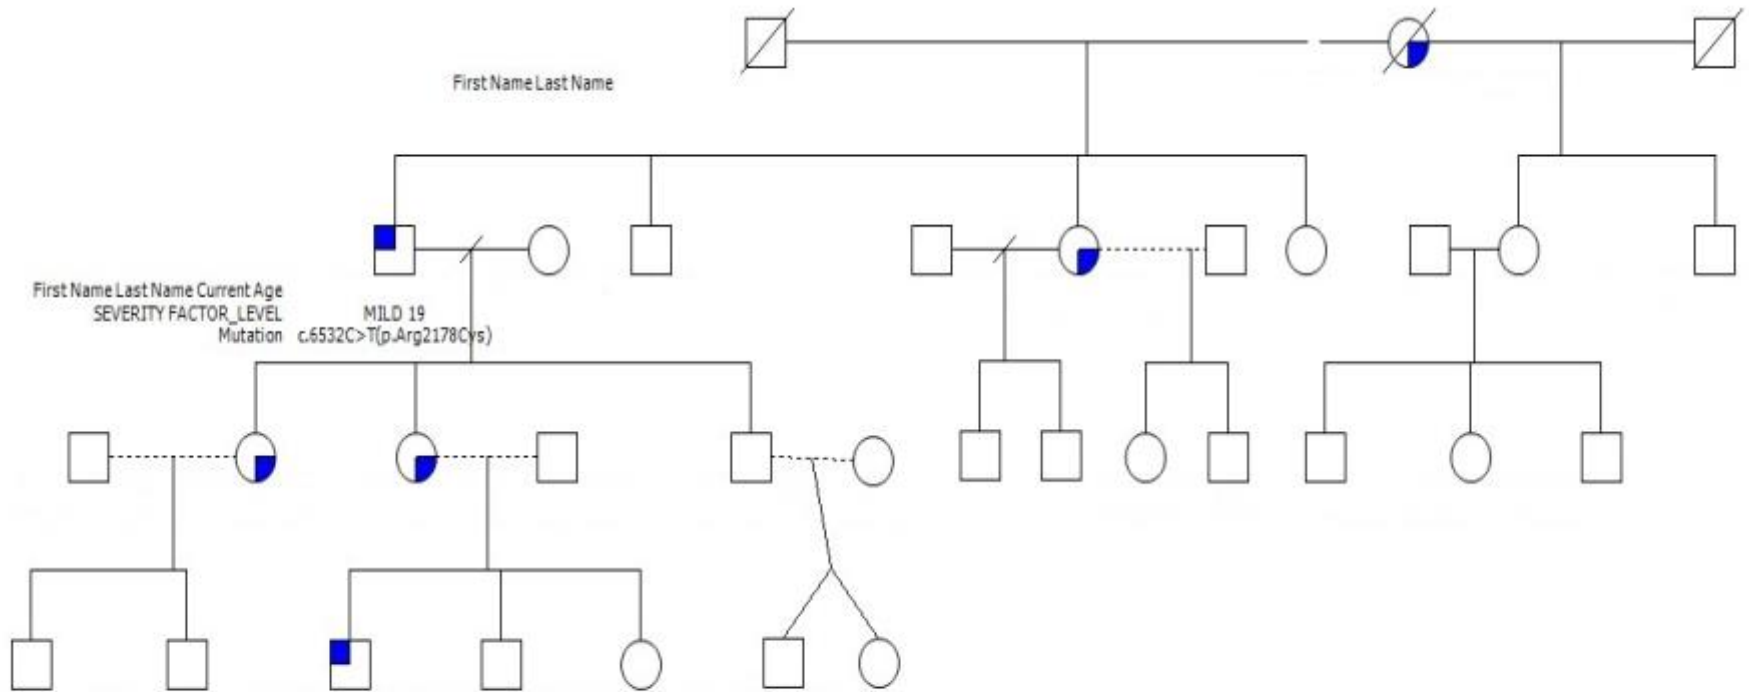 First Name Last Name
First Name Last Name Current Age
SEVERITY FACTOR_LEVEL MILD 19
Mutation c.6532C>T(p.Arg2178Cys)